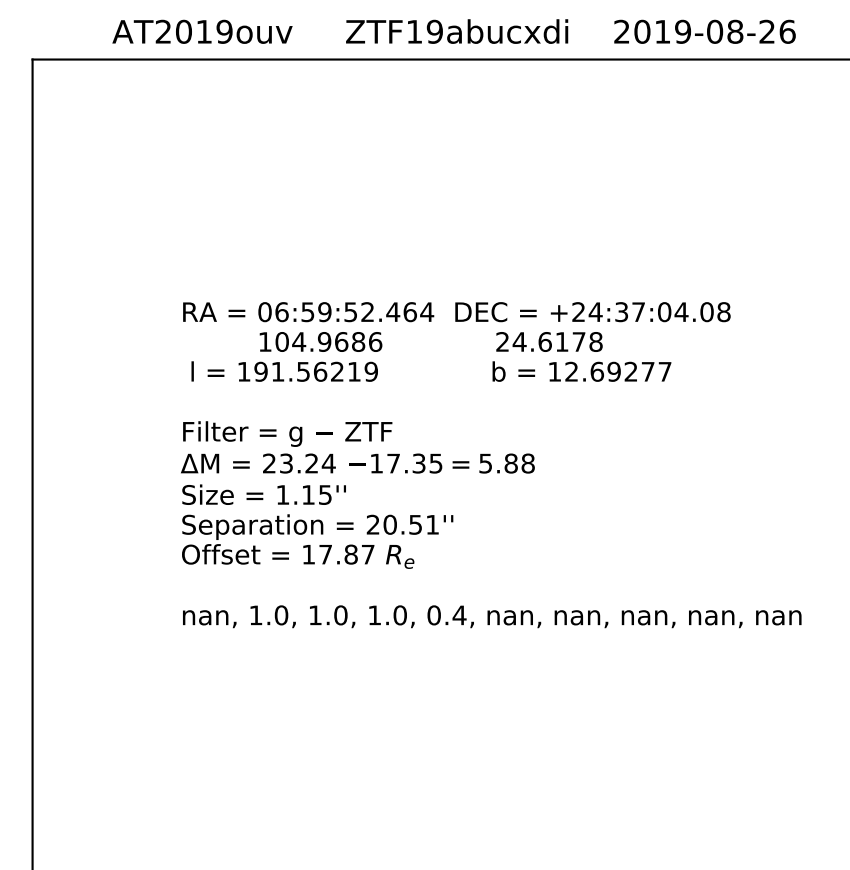 AT2019ouv ZTF19abucxdi 2019-08-26
RA = 06:59:52.464 DEC = +24:37:04.08
104.9686 24.6178
l = 191.56219 b = 12.69277
Filter = g − ZTF
ΔM = 23.24 −17.35 = 5.88
Size = 1.15''
Separation = 20.51''
Offset = 17.87 Re
nan, 1.0, 1.0, 1.0, 0.4, nan, nan, nan, nan, nan